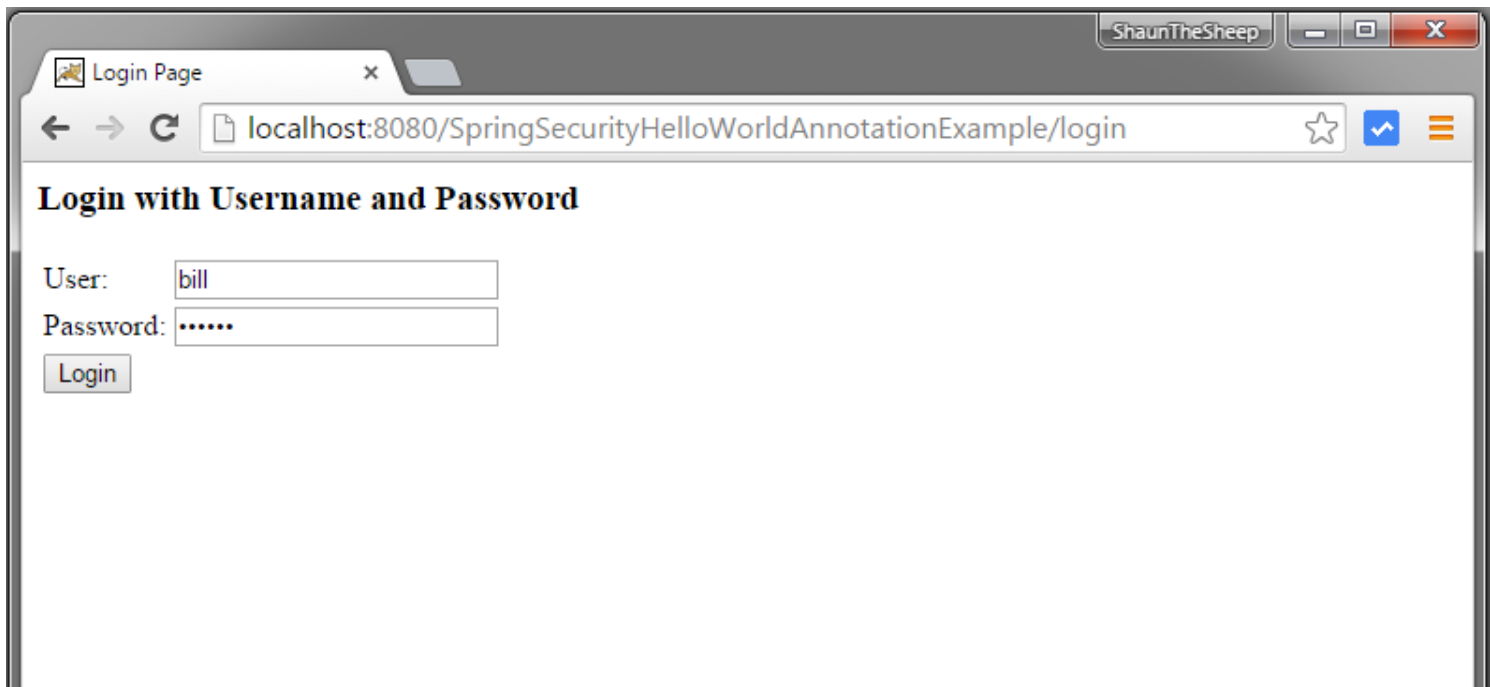 ShaunTheSheep
Login Page
localhost:8080/SpringSecurityHelloWorldAnnotationExample/login
Login with Username and Password
User: bill
Password: ••••••
Login